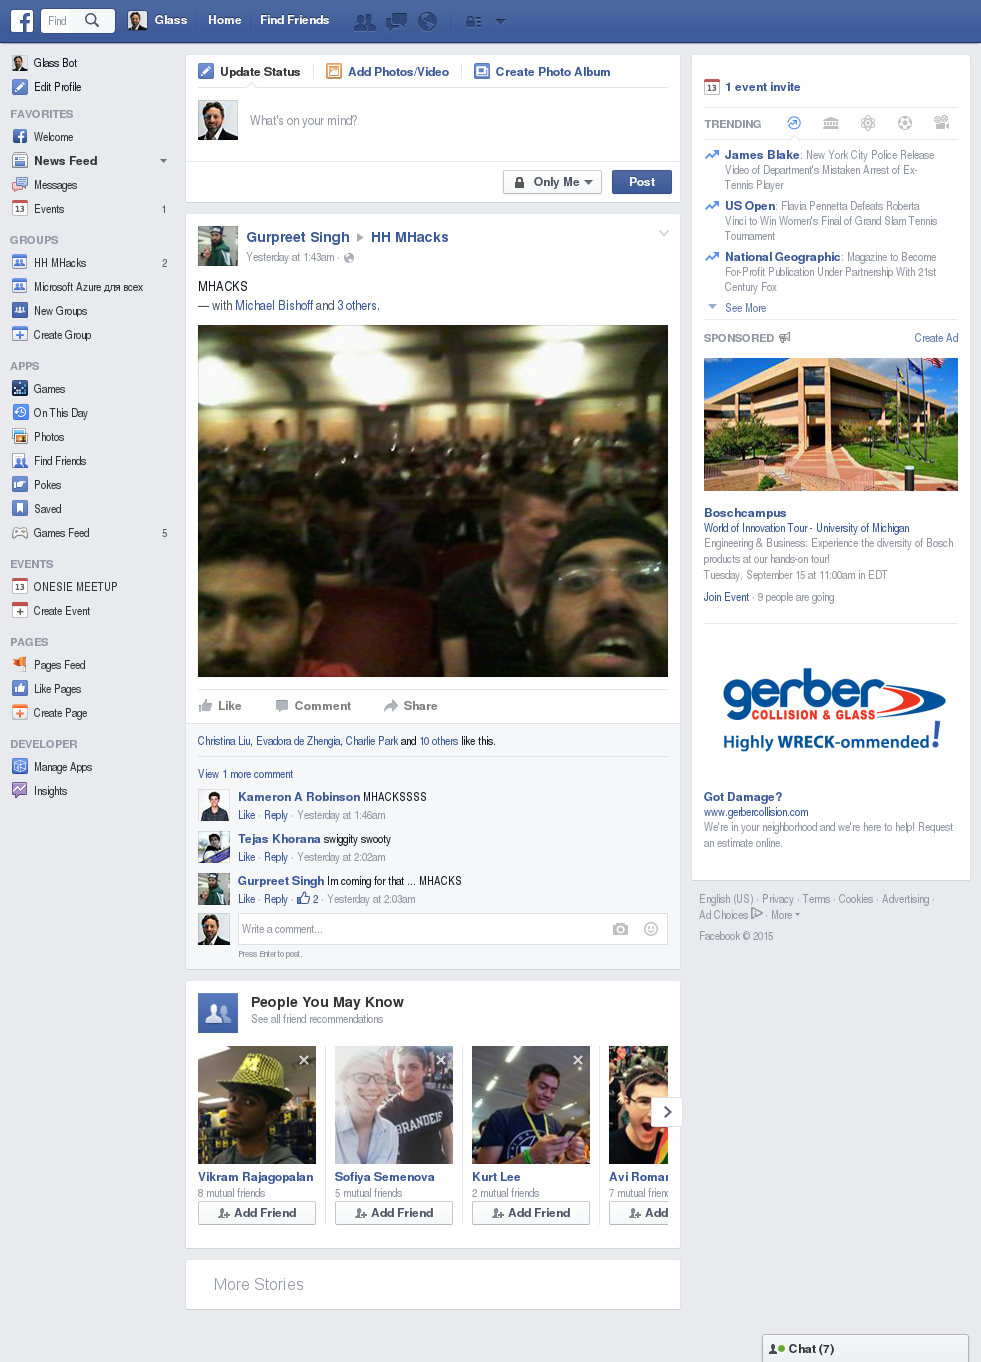 Find
Glass
Home
Find Friends
Glass Bot
Edit Profile
FAVORITES
Welcome
News Feed
Messages
Events 1
GROUPS
HH MHacks 2
Microsoft Azure для всех
New Groups
Create Group
APPS
Games
On This Day
Photos
Find Friends
Pokes
Saved
Games Feed 5
EVENTS
ONESIE MEETUP
Create Event
PAGES
Pages Feed
Like Pages
Create Page
DEVELOPER
Manage Apps
Insights
Update Status
Add Photos/Video
Create Photo Album
What's on your mind?
Only Me
Post
Gurpreet Singh HH MHacks
Yesterday at 1:43am ·
MHACKS
— with Michael Bishoff and 3 others.
Like
Comment
Share
Christina Liu, Evadora de Zhengia, Charlie Park and 10 others like this.
View 1 more comment
Kameron A Robinson MHACKSSSS
Like · Reply · Yesterday at 1:46am
Tejas Khorana swiggity swooty
Like · Reply · Yesterday at 2:02am
Gurpreet Singh Im coming for that ... MHACKS
Like · Reply · 2 · Yesterday at 2:03am
Write a comment...
Press Enter to post.
People You May Know
See all friend recommendations
BRANDEIS
Vikram Rajagopalan
8 mutual friends
Add Friend
Sofiya Semenova
5 mutual friends
Add Friend
Kurt Lee
2 mutual friends
Add Friend
Avi Romar
7 mutual friend
Add
More Stories
13
1 event invite
TRENDING
James Blake: New York City Police Release
Video of Department's Mistaken Arrest of Ex-
Tennis Player
US Open: Flavia Pennetta Defeats Roberta
Vinci to Win Women's Final of Grand Slam Tennis
Tournament
National Geographic: Magazine to Become
For-Profit Publication Under Partnership With 21st
Century Fox
See More
SPONSORED
Create Ad
Boschcampus
World of Innovation Tour - University of Michigan
Engineering & Business: Experience the diversity of Bosch
products at our hands-on tour!
Tuesday, September 15 at 11:00am in EDT
Join Event · 9 people are going
gerber
COLLISION & GLASS
Highly WRECK-ommended!
Got Damage?
www.gerbercollision.com
We're in your neighborhood and we're here to help! Request
an estimate online.
English (US) · Privacy · Terms · Cookies · Advertising ·
Ad Choices · More
Facebook © 2015
Chat (7)